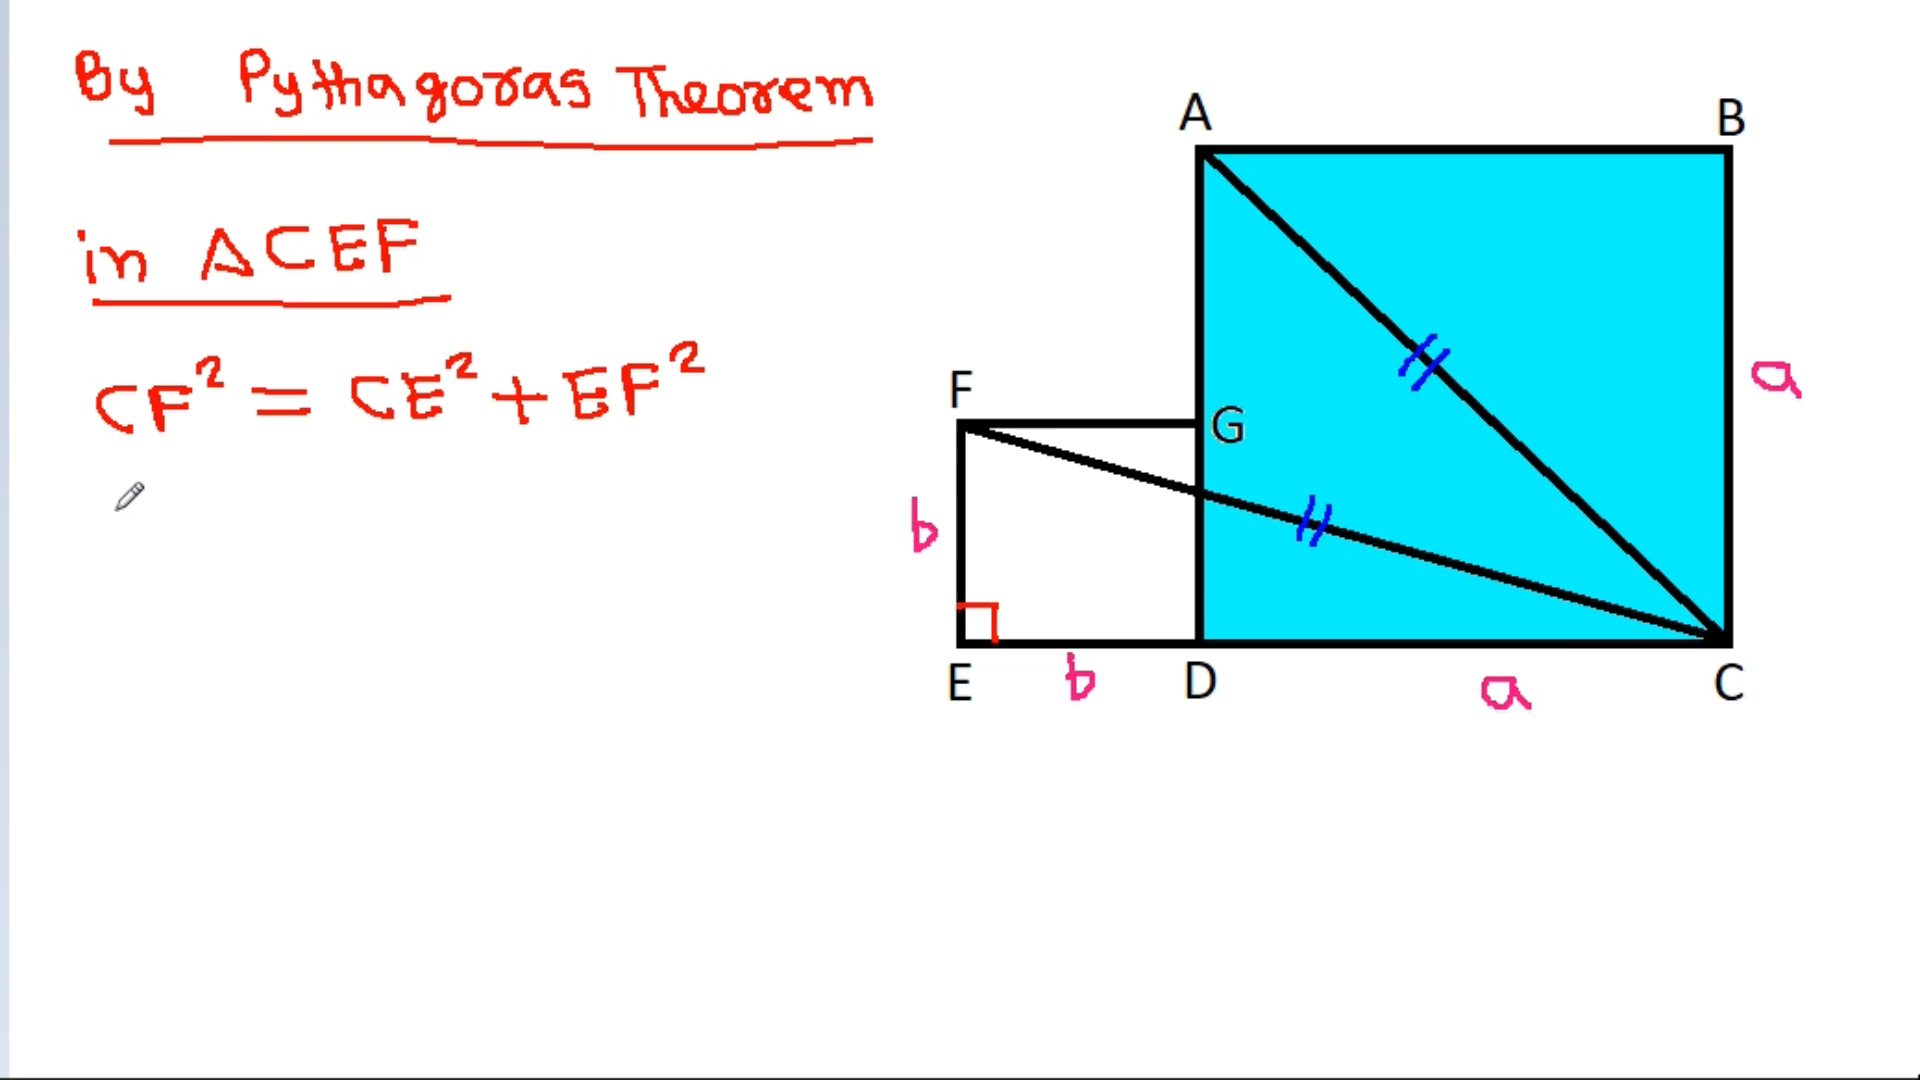 By Pythagoras Theorem
in ΔCEF
CF² = CE² + EF²
A
B
a
F
G
b
E
b
D
a
C